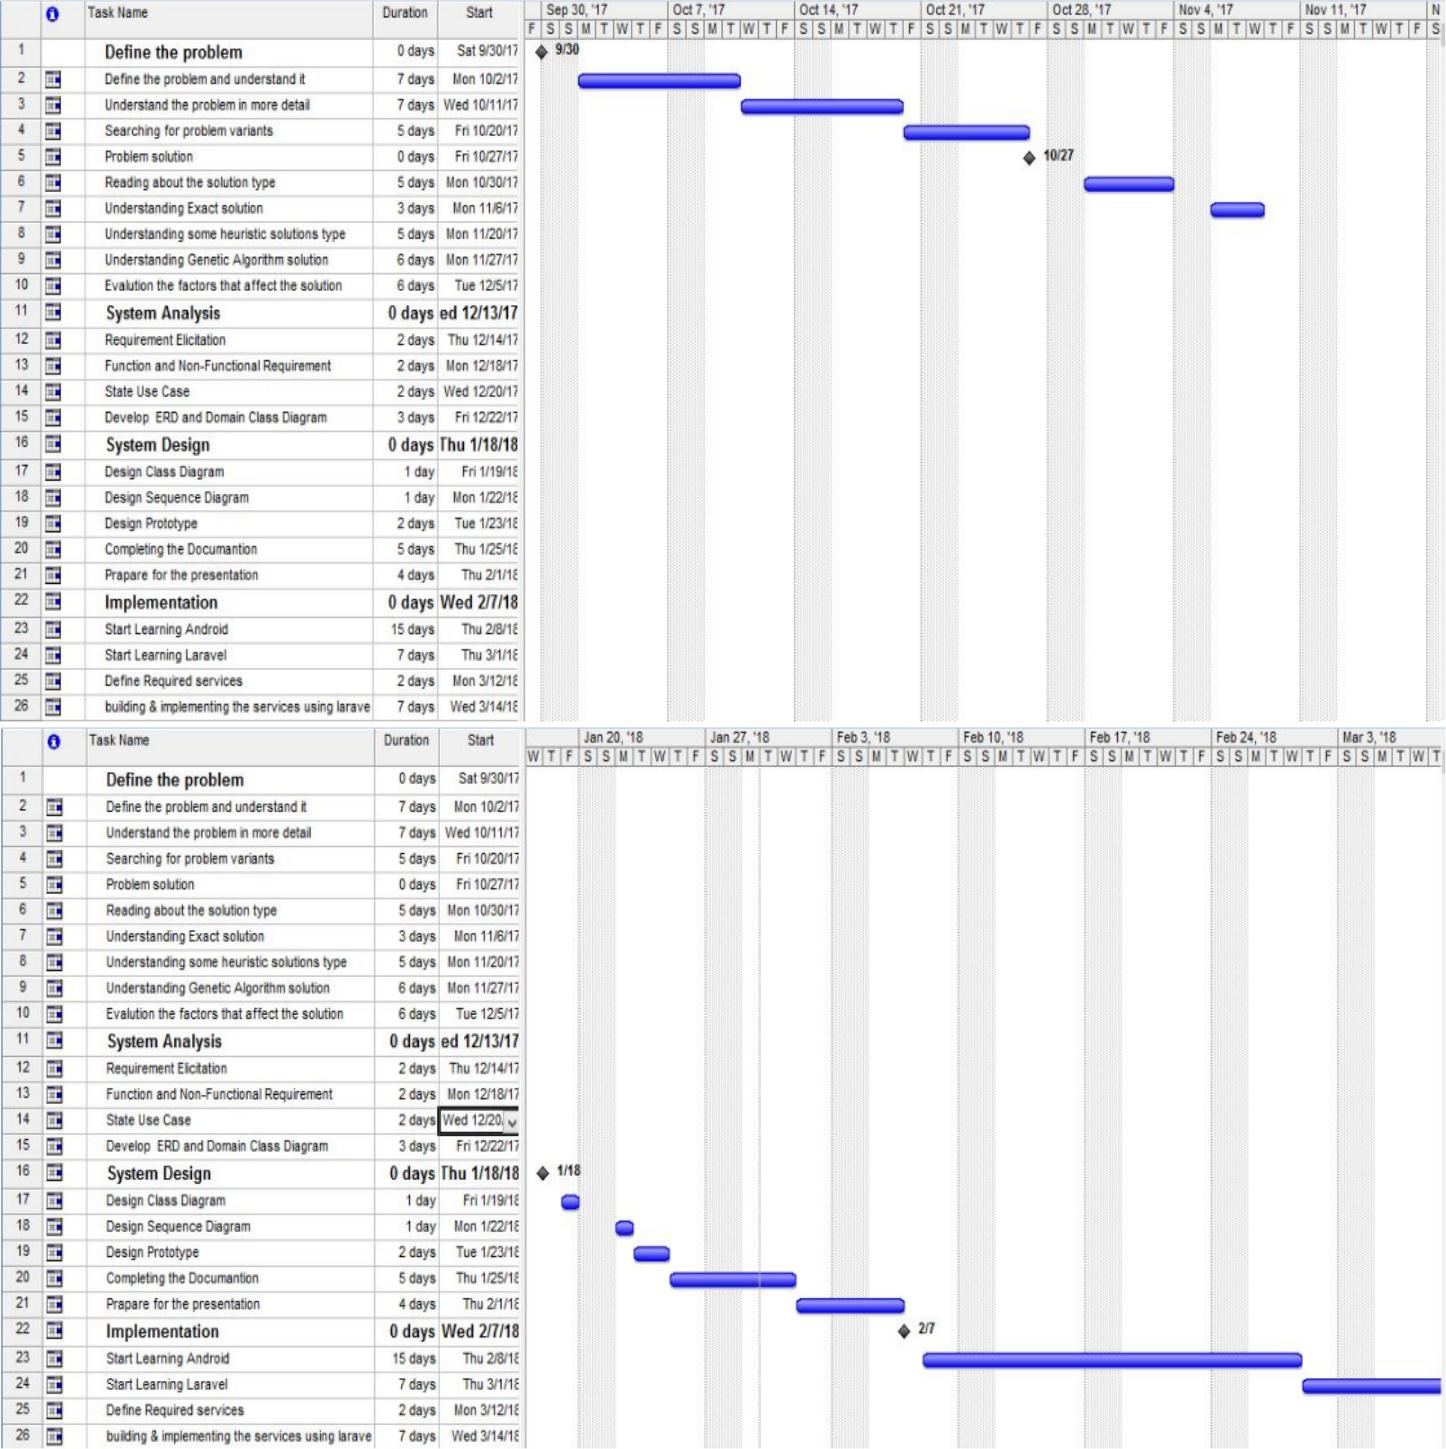 Task Name Duration Start Sep 30, '17 Oct 7, '17 Oct 14, '17 Oct 21, '17 Oct 28, '17 Nov 4, '17 Nov 11, '17 N
F S S M T W T F S S M T W T F S S M T W T F S S M T W T F S S M T W T F S S M T W T F S S M T W T F S
1 Define the problem 0 days Sat 9/30/17 9/30
2 Define the problem and understand it 7 days Mon 10/2/17
3 Understand the problem in more detail 7 days Wed 10/11/17
4 Searching for problem variants 5 days Fri 10/20/17
5 Problem solution 0 days Fri 10/27/17 10/27
6 Reading about the solution type 5 days Mon 10/30/17
7 Understanding Exact solution 3 days Mon 11/6/17
8 Understanding some heuristic solutions type 5 days Mon 11/20/17
9 Understanding Genetic Algorithm solution 6 days Mon 11/27/17
10 Evalution the factors that affect the solution 6 days Tue 12/5/17
11 System Analysis 0 days ed 12/13/17
12 Requirement Elicitation 2 days Thu 12/14/17
13 Function and Non-Functional Requirement 2 days Mon 12/18/17
14 State Use Case 2 days Wed 12/20/17
15 Develop ERD and Domain Class Diagram 3 days Fri 12/22/17
16 System Design 0 days Thu 1/18/18
17 Design Class Diagram 1 day Fri 1/19/18
18 Design Sequence Diagram 1 day Mon 1/22/18
19 Design Prototype 2 days Tue 1/23/18
20 Completing the Documantion 5 days Thu 1/25/18
21 Prapare for the presentation 4 days Thu 2/1/18
22 Implementation 0 days Wed 2/7/18
23 Start Learning Android 15 days Thu 2/8/18
24 Start Learning Laravel 7 days Thu 3/1/18
25 Define Required services 2 days Mon 3/12/18
26 building & implementing the services using larave 7 days Wed 3/14/18
Task Name Duration Start Jan 20, '18 Jan 27, '18 Feb 3, '18 Feb 10, '18 Feb 17, '18 Feb 24, '18 Mar 3, '18
W T F S S M T W T F S S M T W T F S S M T W T F S S M T W T F S S M T W T F S S M T W T F S S M T W T
1 Define the problem 0 days Sat 9/30/17
2 Define the problem and understand it 7 days Mon 10/2/17
3 Understand the problem in more detail 7 days Wed 10/11/17
4 Searching for problem variants 5 days Fri 10/20/17
5 Problem solution 0 days Fri 10/27/17
6 Reading about the solution type 5 days Mon 10/30/17
7 Understanding Exact solution 3 days Mon 11/6/17
8 Understanding some heuristic solutions type 5 days Mon 11/20/17
9 Understanding Genetic Algorithm solution 6 days Mon 11/27/17
10 Evalution the factors that affect the solution 6 days Tue 12/5/17
11 System Analysis 0 days ed 12/13/17
12 Requirement Elicitation 2 days Thu 12/14/17
13 Function and Non-Functional Requirement 2 days Mon 12/18/17
14 State Use Case 2 days Wed 12/20
15 Develop ERD and Domain Class Diagram 3 days Fri 12/22/17
16 System Design 0 days Thu 1/18/18 1/18
17 Design Class Diagram 1 day Fri 1/19/18
18 Design Sequence Diagram 1 day Mon 1/22/18
19 Design Prototype 2 days Tue 1/23/18
20 Completing the Documantion 5 days Thu 1/25/18
21 Prapare for the presentation 4 days Thu 2/1/18
22 Implementation 0 days Wed 2/7/18 2/7
23 Start Learning Android 15 days Thu 2/8/18
24 Start Learning Laravel 7 days Thu 3/1/18
25 Define Required services 2 days Mon 3/12/18
26 building & implementing the services using larave 7 days Wed 3/14/18